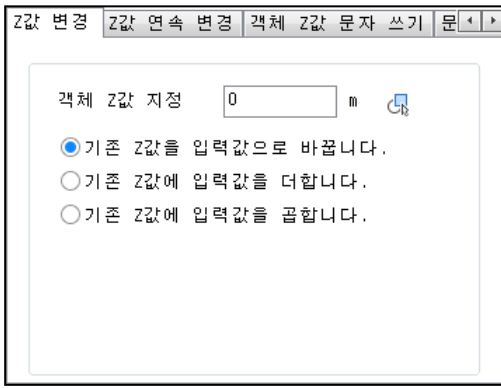 Z값 변경 Z값 연속 변경 객체 Z값 문자 쓰기 문
객체 Z값 지정 0 m
기존 Z값을 입력값으로 바꿉니다.
기존 Z값에 입력값을 더합니다.
기존 Z값에 입력값을 곱합니다.